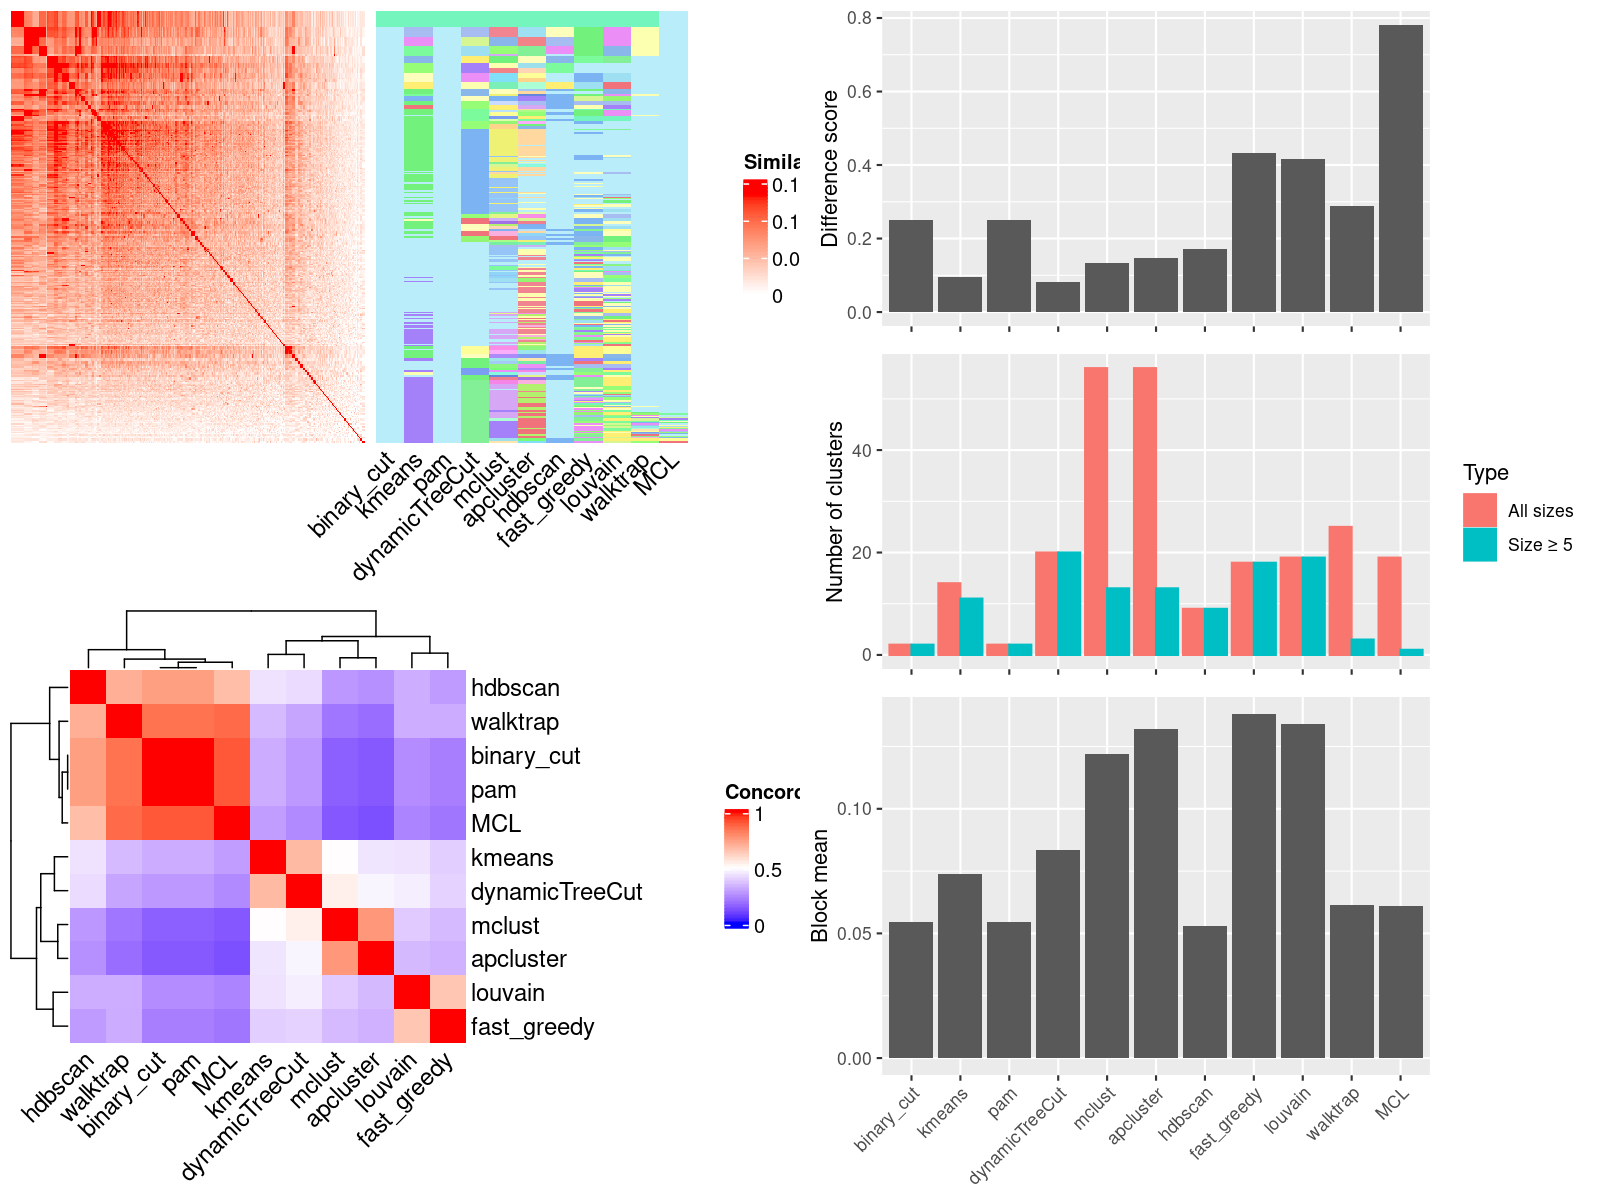 Simila
0.1
0.1
0.0
0
binary_cut
kmeans
pam
dynamicTreeCut
mclust
apcluster
hdbscan
fast_greedy
louvain
walktrap
MCL
Concord
1
0.5
0
hdbscan
walktrap
binary_cut
pam
MCL
kmeans
dynamicTreeCut
mclust
apcluster
louvain
fast_greedy
hdbscan
walktrap
binary_cut
pam
MCL
kmeans
dynamicTreeCut
mclust
apcluster
louvain
fast_greedy
Difference score
0.8
0.6
0.4
0.2
0.0
Number of clusters
40
20
0
Type
All sizes
Size ≥ 5
Block mean
0.10
0.05
0.00
binary_cut
kmeans
pam
dynamicTreeCut
mclust
apcluster
hdbscan
fast_greedy
louvain
walktrap
MCL